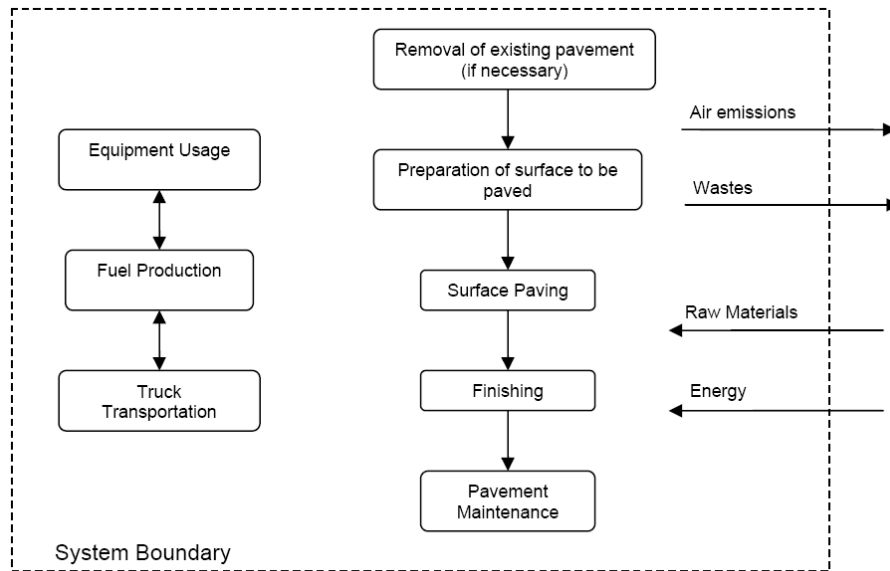 Removal of existing pavement
(if necessary)
Air emissions
Equipment Usage
Preparation of surface to be
paved
Wastes
Fuel Production
Surface Paving
Raw Materials
Truck
Transportation
Finishing
Energy
Pavement
Maintenance
System Boundary